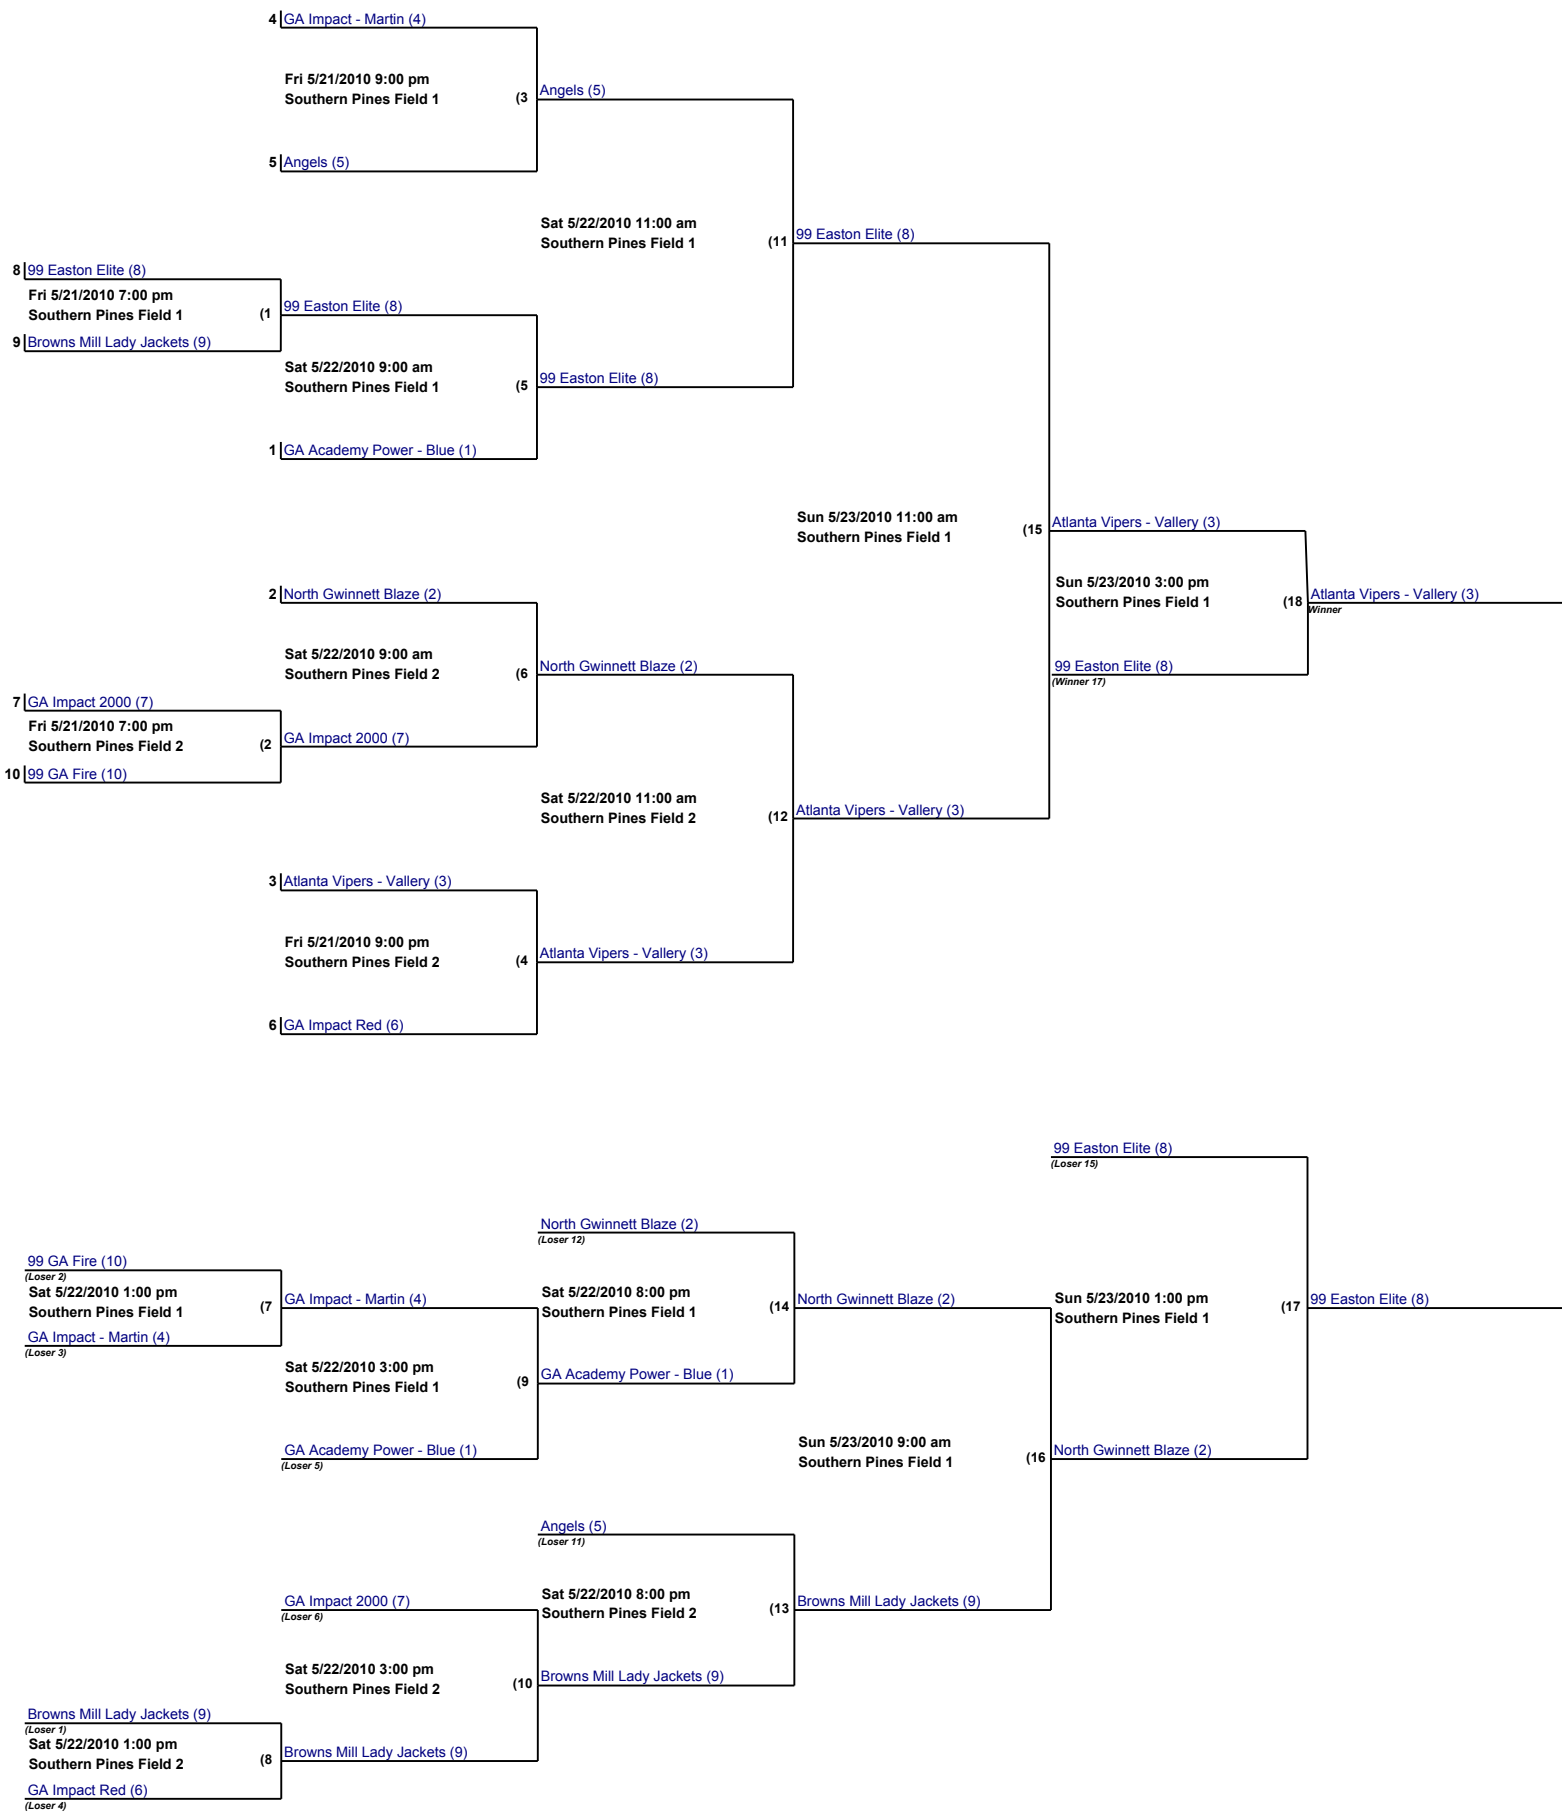 4 GA Impact - Martin (4)
Fri 5/21/2010 9:00 pm
Southern Pines Field 1
(3
Angels (5)
5 Angels (5)
Sat 5/22/2010 11:00 am
Southern Pines Field 1
(11
99 Easton Elite (8)
8 99 Easton Elite (8)
Fri 5/21/2010 7:00 pm
Southern Pines Field 1
(1
99 Easton Elite (8)
9 Browns Mill Lady Jackets (9)
Sat 5/22/2010 9:00 am
Southern Pines Field 1
(5
99 Easton Elite (8)
1 GA Academy Power - Blue (1)
Sun 5/23/2010 11:00 am
Southern Pines Field 1
(15
Atlanta Vipers - Vallery (3)
2 North Gwinnett Blaze (2)
Sun 5/23/2010 3:00 pm
Southern Pines Field 1
(18
Atlanta Vipers - Vallery (3)
Winner
Sat 5/22/2010 9:00 am
Southern Pines Field 2
(6
North Gwinnett Blaze (2)
99 Easton Elite (8)
(Winner 17)
7 GA Impact 2000 (7)
Fri 5/21/2010 7:00 pm
Southern Pines Field 2
(2
GA Impact 2000 (7)
10 99 GA Fire (10)
Sat 5/22/2010 11:00 am
Southern Pines Field 2
(12
Atlanta Vipers - Vallery (3)
3 Atlanta Vipers - Vallery (3)
Fri 5/21/2010 9:00 pm
Southern Pines Field 2
(4
Atlanta Vipers - Vallery (3)
6 GA Impact Red (6)
99 Easton Elite (8)
(Loser 15)
North Gwinnett Blaze (2)
(Loser 12)
99 GA Fire (10)
(Loser 2)
Sat 5/22/2010 1:00 pm
Southern Pines Field 1
(7
GA Impact - Martin (4)
GA Impact - Martin (4)
(Loser 3)
Sat 5/22/2010 8:00 pm
Southern Pines Field 1
(14
North Gwinnett Blaze (2)
Sun 5/23/2010 1:00 pm
Southern Pines Field 1
(17
99 Easton Elite (8)
Sat 5/22/2010 3:00 pm
Southern Pines Field 1
(9
GA Academy Power - Blue (1)
GA Academy Power - Blue (1)
(Loser 5)
Sun 5/23/2010 9:00 am
Southern Pines Field 1
(16
North Gwinnett Blaze (2)
Angels (5)
(Loser 11)
GA Impact 2000 (7)
(Loser 6)
Sat 5/22/2010 8:00 pm
Southern Pines Field 2
(13
Browns Mill Lady Jackets (9)
Sat 5/22/2010 3:00 pm
Southern Pines Field 2
(10
Browns Mill Lady Jackets (9)
Browns Mill Lady Jackets (9)
(Loser 1)
Sat 5/22/2010 1:00 pm
Southern Pines Field 2
(8
Browns Mill Lady Jackets (9)
GA Impact Red (6)
(Loser 4)